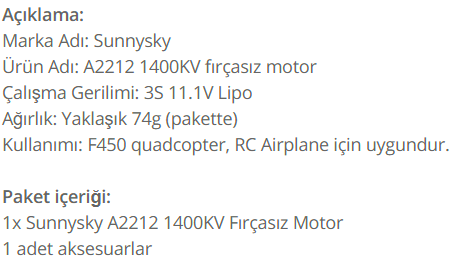 Açıklama:
Marka Adı: Sunnysky
Ürün Adı: A2212 1400KV fırçasız motor
Çalışma Gerilimi: 3S 11.1V Lipo
Ağırlık: Yaklaşık 74g (pakette)
Kullanımı: F450 quadcopter, RC Airplane için uygundur.
Paket içeriği:
1x Sunnysky A2212 1400KV Fırçasız Motor
1 adet aksesuarlar